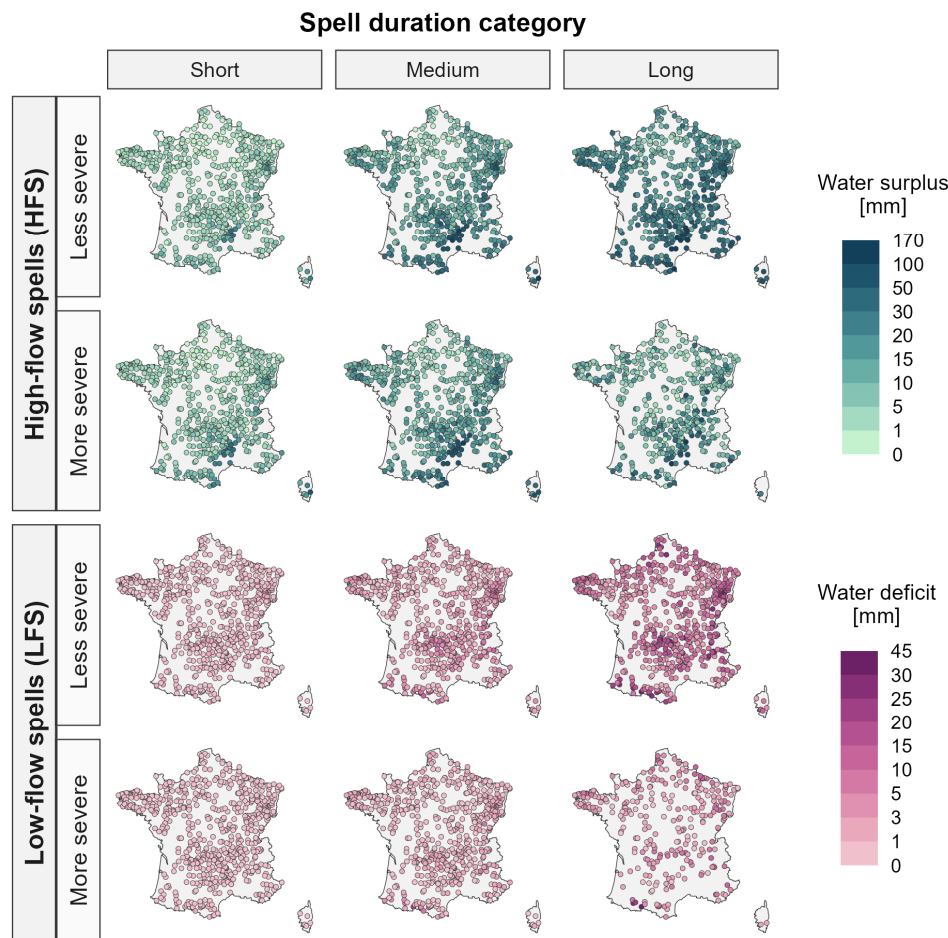 Spell duration category
Short
Medium
Long
High-flow spells (HFS)
Less severe
More severe
Low-flow spells (LFS)
Less severe
More severe
Water surplus
[mm]
170
100
50
30
20
15
10
5
1
0
Water deficit
[mm]
45
30
25
20
15
10
5
3
1
0